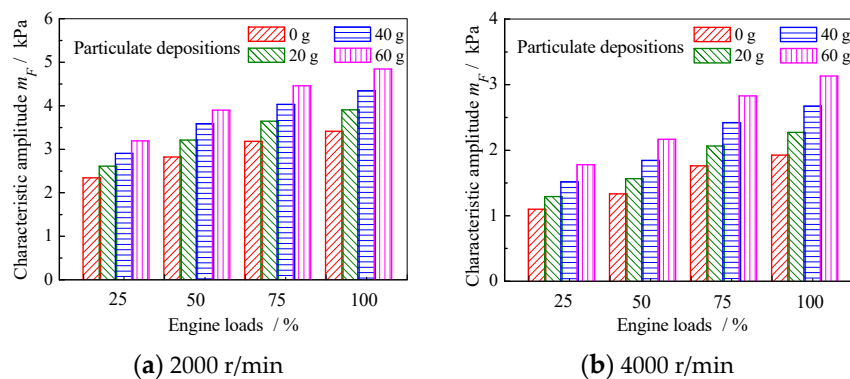 Characteristic amplitude m_F / kPa
6
5
4
3
2
1
0
Particulate depositions
0 g
40 g
20 g
60 g
25 50 75 100
Engine loads / %
(a) 2000 r/min
Characteristic amplitude m_F / kPa
4
3
2
1
0
Particulate depositions
0 g
40 g
20 g
60 g
25 50 75 100
Engine loads / %
(b) 4000 r/min